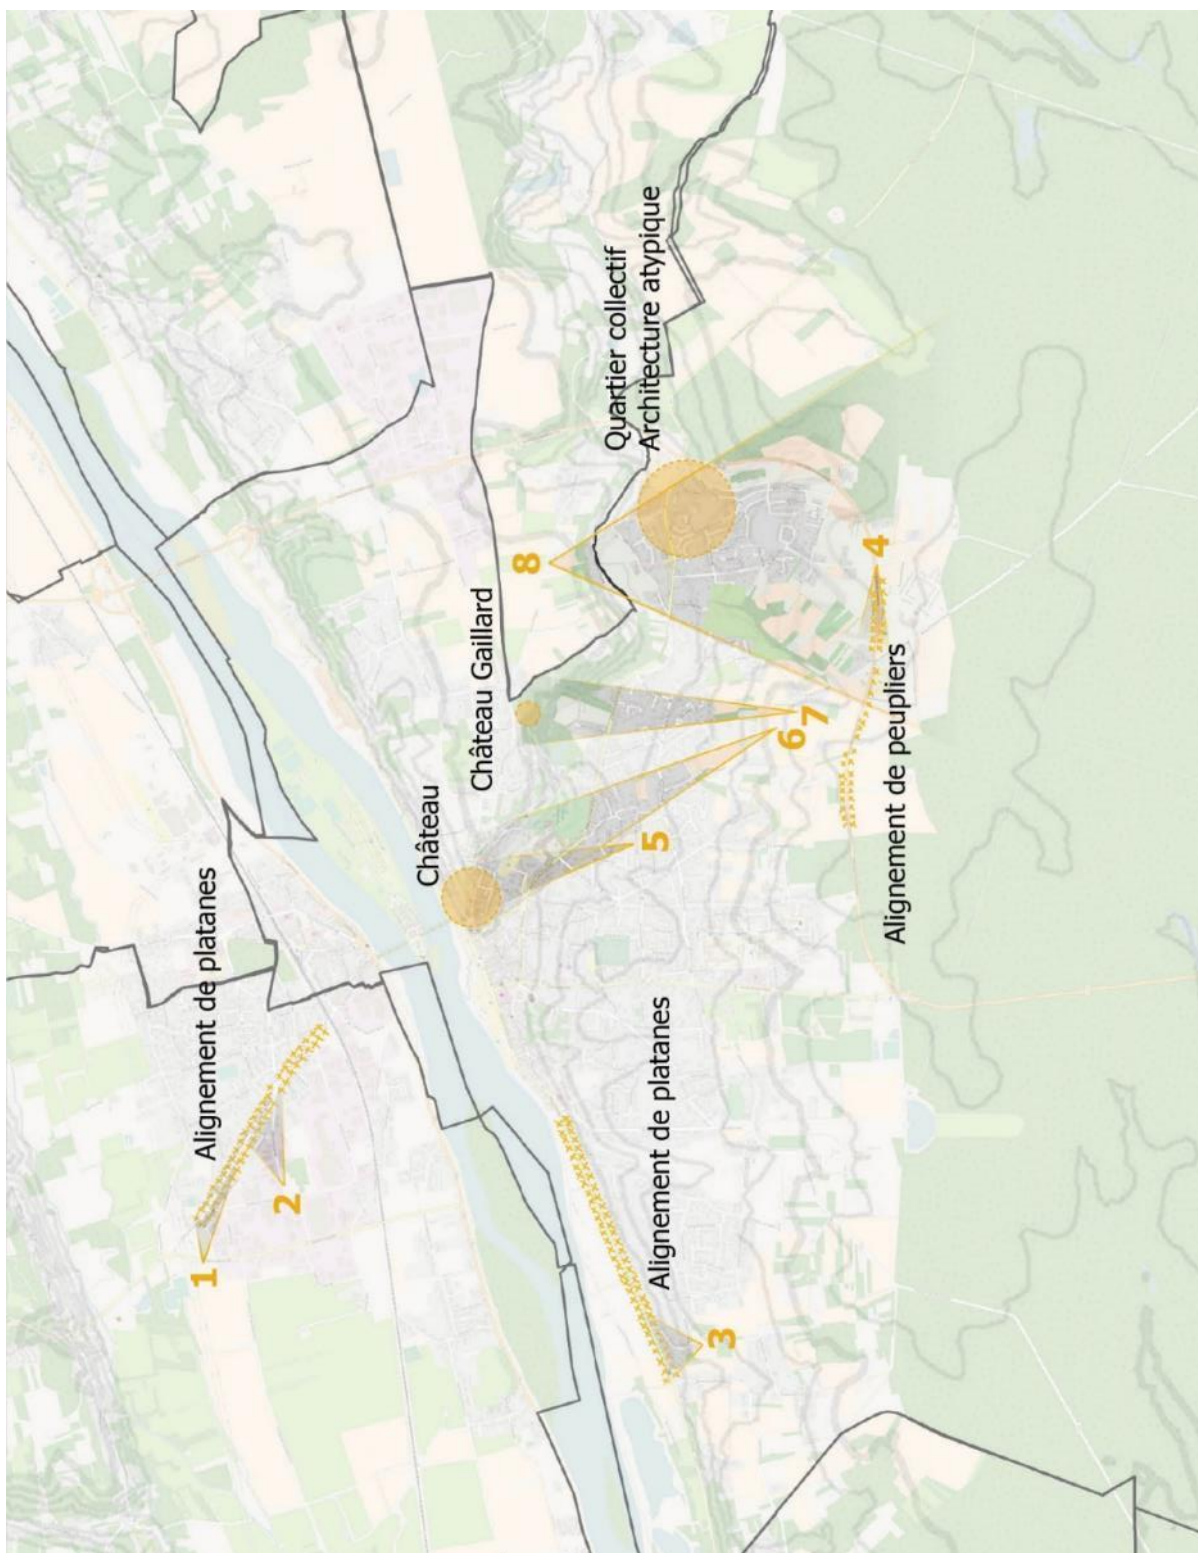 1
Alignement de platanes
2
Château
Château Gaillard
8
Quartier collectif
Architecture atypique
Alignement de platanes
5
3
6
7
Alignement de peupliers
4